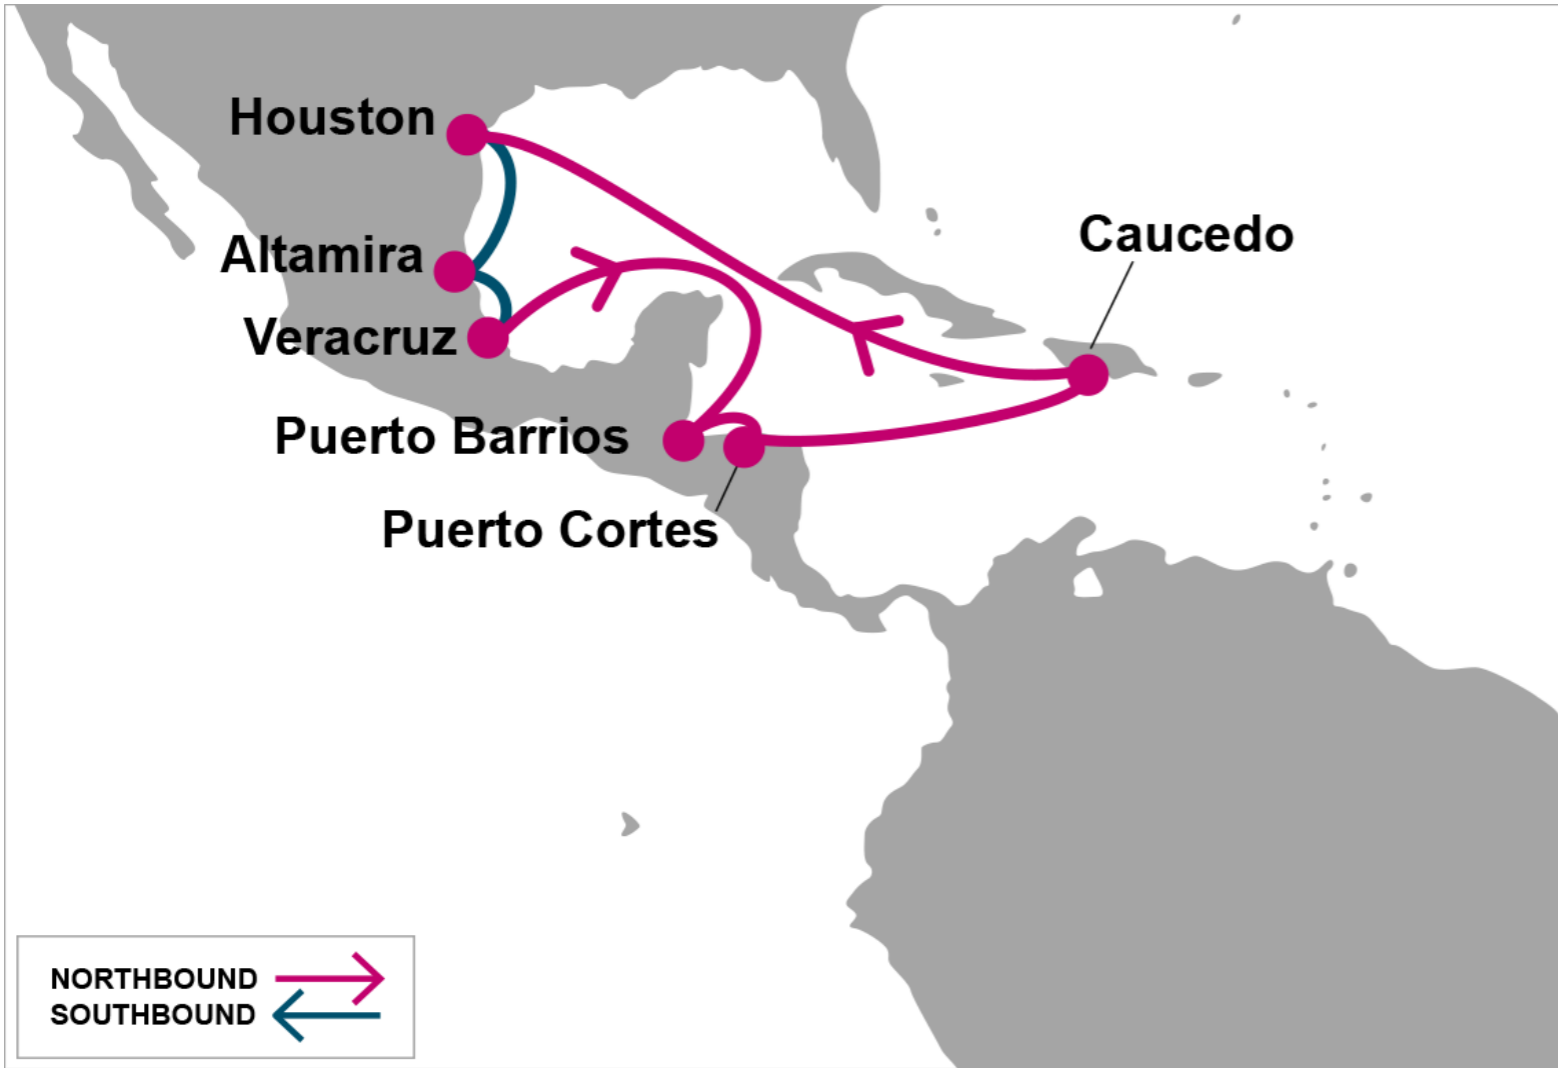 Houston
Altamira
Caucedo
Veracruz
Puerto Barrios
Puerto Cortes
NORTHBOUND
SOUTHBOUND